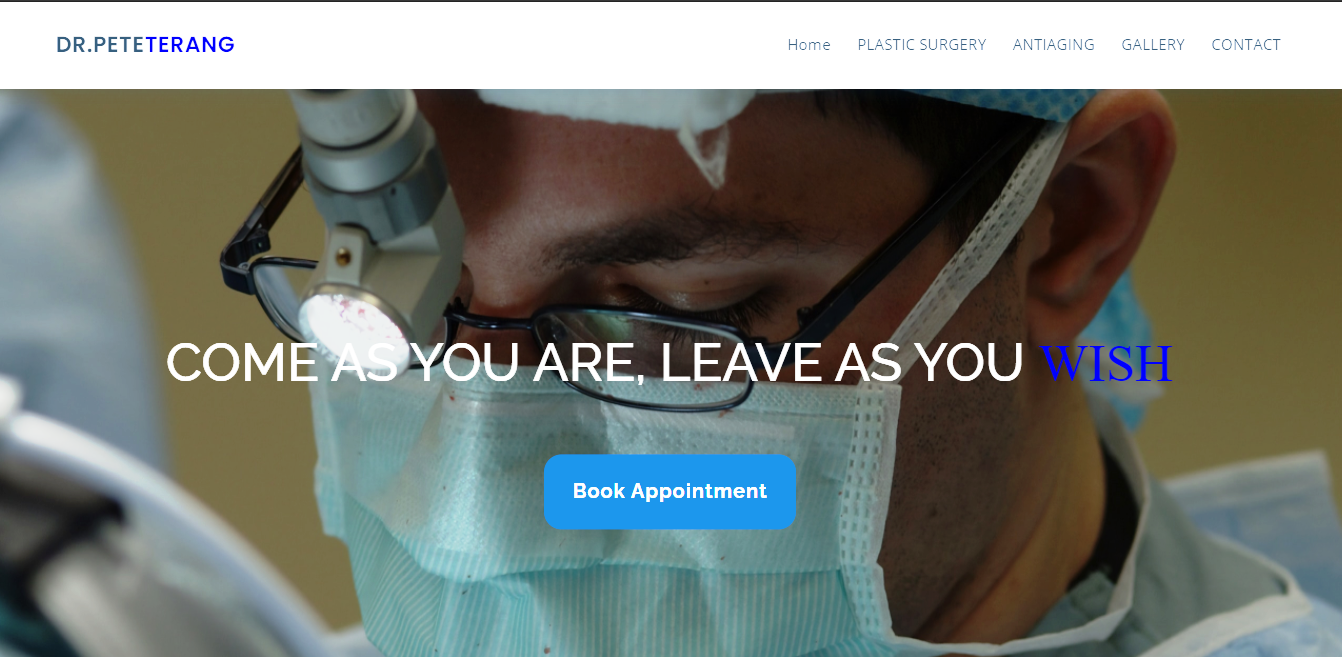 DR.PETETERANG
Home PLASTIC SURGERY ANTIAGING GALLERY CONTACT
COME AS YOU ARE, LEAVE AS YOU WISH
Book Appointment